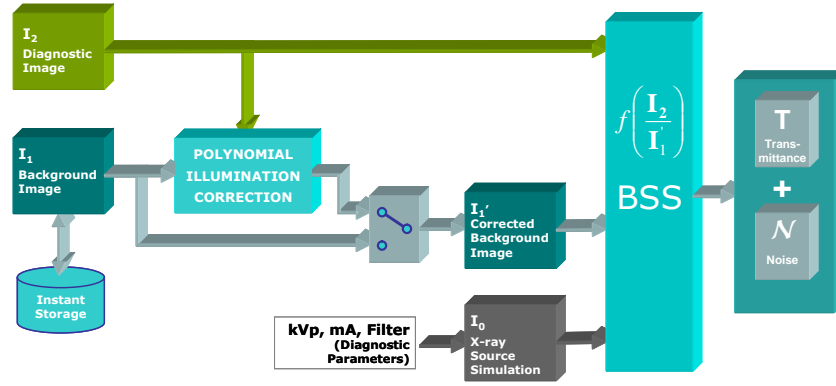 I2
Diagnostic
Image
I1
Background
Image
POLYNOMIAL
ILLUMINATION
CORRECTION
Instant
Storage
I1’
Corrected
Background
Image
kVp, mA, Filter
(Diagnostic
Parameters)
I0
X-ray
Source
Simulation
f(I2/I'1)
BSS
T
Trans-
mittance
+
N
Noise